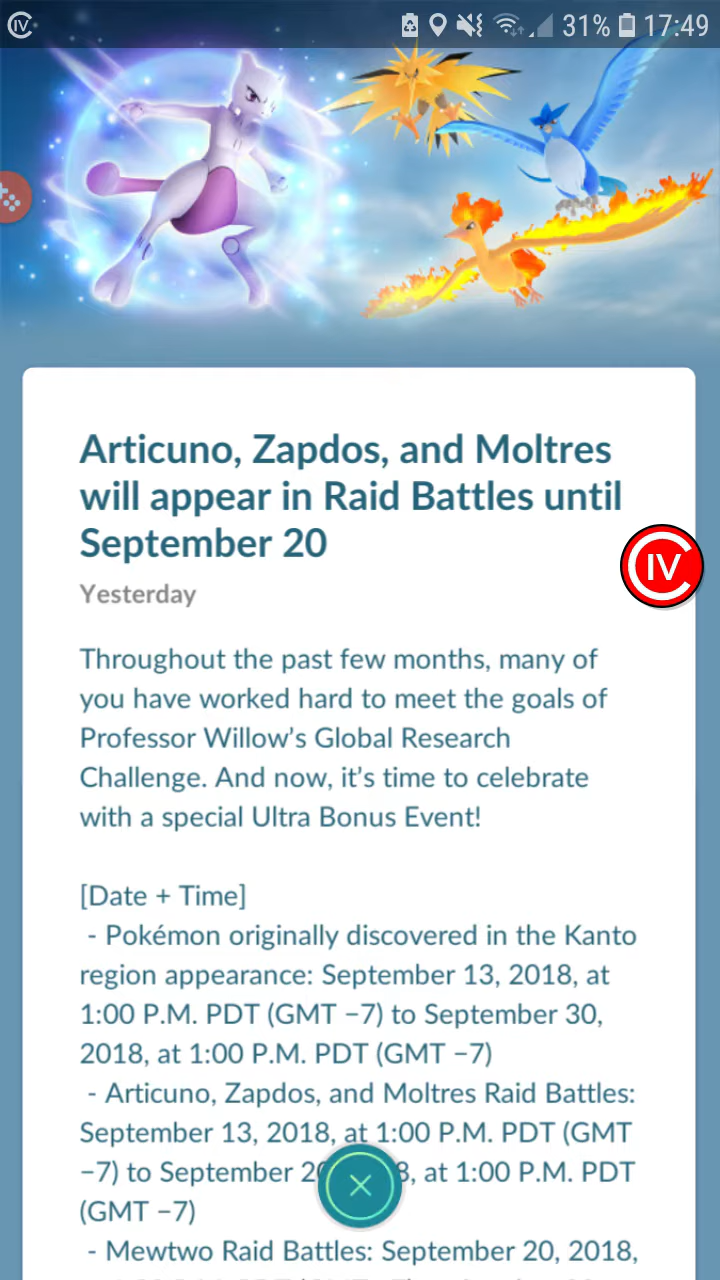 IV 31% 17:49
Articuno, Zapdos, and Moltres
will appear in Raid Battles until
September 20
Yesterday
IV
Throughout the past few months, many of
you have worked hard to meet the goals of
Professor Willow’s Global Research
Challenge. And now, it’s time to celebrate
with a special Ultra Bonus Event!
[Date + Time]
- Pokémon originally discovered in the Kanto
region appearance: September 13, 2018, at
1:00 P.M. PDT (GMT −7) to September 30,
2018, at 1:00 P.M. PDT (GMT −7)
- Articuno, Zapdos, and Moltres Raid Battles:
September 13, 2018, at 1:00 P.M. PDT (GMT
−7) to September at 1:00 P.M. PDT
(GMT −7)
- Mewtwo Raid Battles: September 20, 2018,